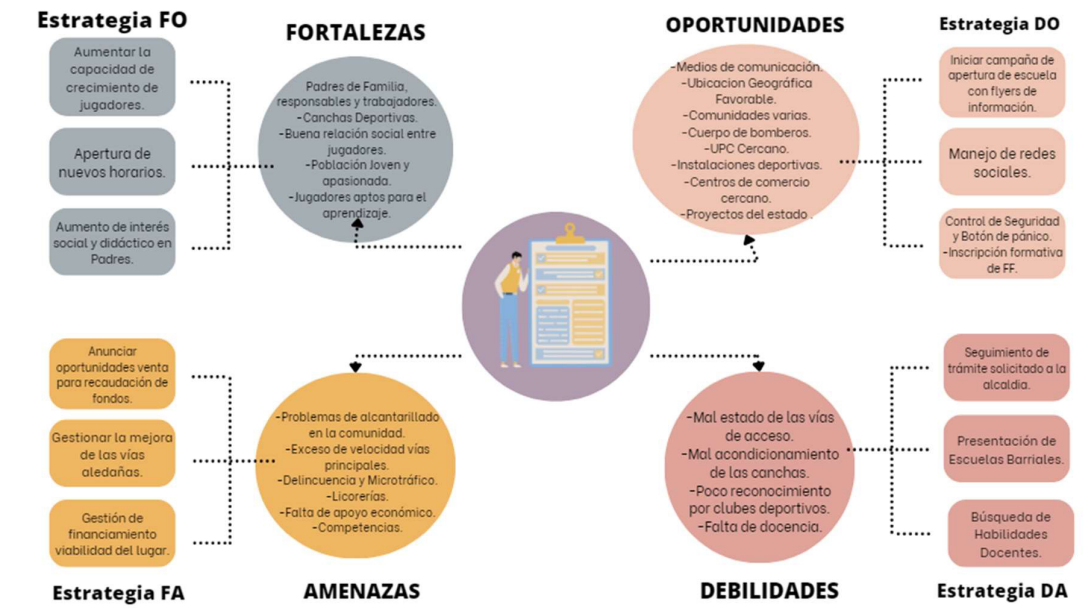 Estrategia FO
Aumentar la
capacidad de
crecimiento de
jugadores.
Apertura de
nuevos horarios.
Aumento de interés
social y didáctico en
Padres.
FORTALEZAS
Padres de Familia,
responsables y trabajadores.
-Canchas Deportivas.
-Buena relación social entre
jugadores.
-Población Joven y
apasionada.
-Jugadores aptos para el
aprendizaje.
OPORTUNIDADES
-Medios de comunicación.
-Ubicacion Geográfica
Favorable.
-Comunidades varias.
-Cuerpo de bomberos.
-UPC Cercano.
-Instalaciones deportivas.
-Centros de comercio
cercano.
-Proyectos del estado .
Estrategia DO
Iniciar campaña de
apertura de escuela
con flyers de
información.
Manejo de redes
sociales.
Control de Seguridad
y Botón de pánico.
-Inscripción formativa
de FF.
Anunciar
oportunidades venta
para recaudación de
fondos.
Gestionar la mejora
de las vías
aledañas.
Gestión de
financiamiento
viabilidad del lugar.
Estrategia FA
-Problemas de alcantarillado
en la comunidad.
-Exceso de velocidad vías
principales.
-Delincuencia y Microtráfico.
-Licorerías.
-Falta de apoyo económico.
-Competencias.
AMENAZAS
-Mal estado de las vías
de acceso.
-Mal acondicionamiento
de las canchas.
-Poco reconocimiento
por clubes deportivos.
-Falta de docencia.
DEBILIDADES
Seguimiento de
trámite solicitado a la
alcaldia.
Presentación de
Escuelas Barriales.
Búsqueda de
Habilidades
Docentes.
Estrategia DA